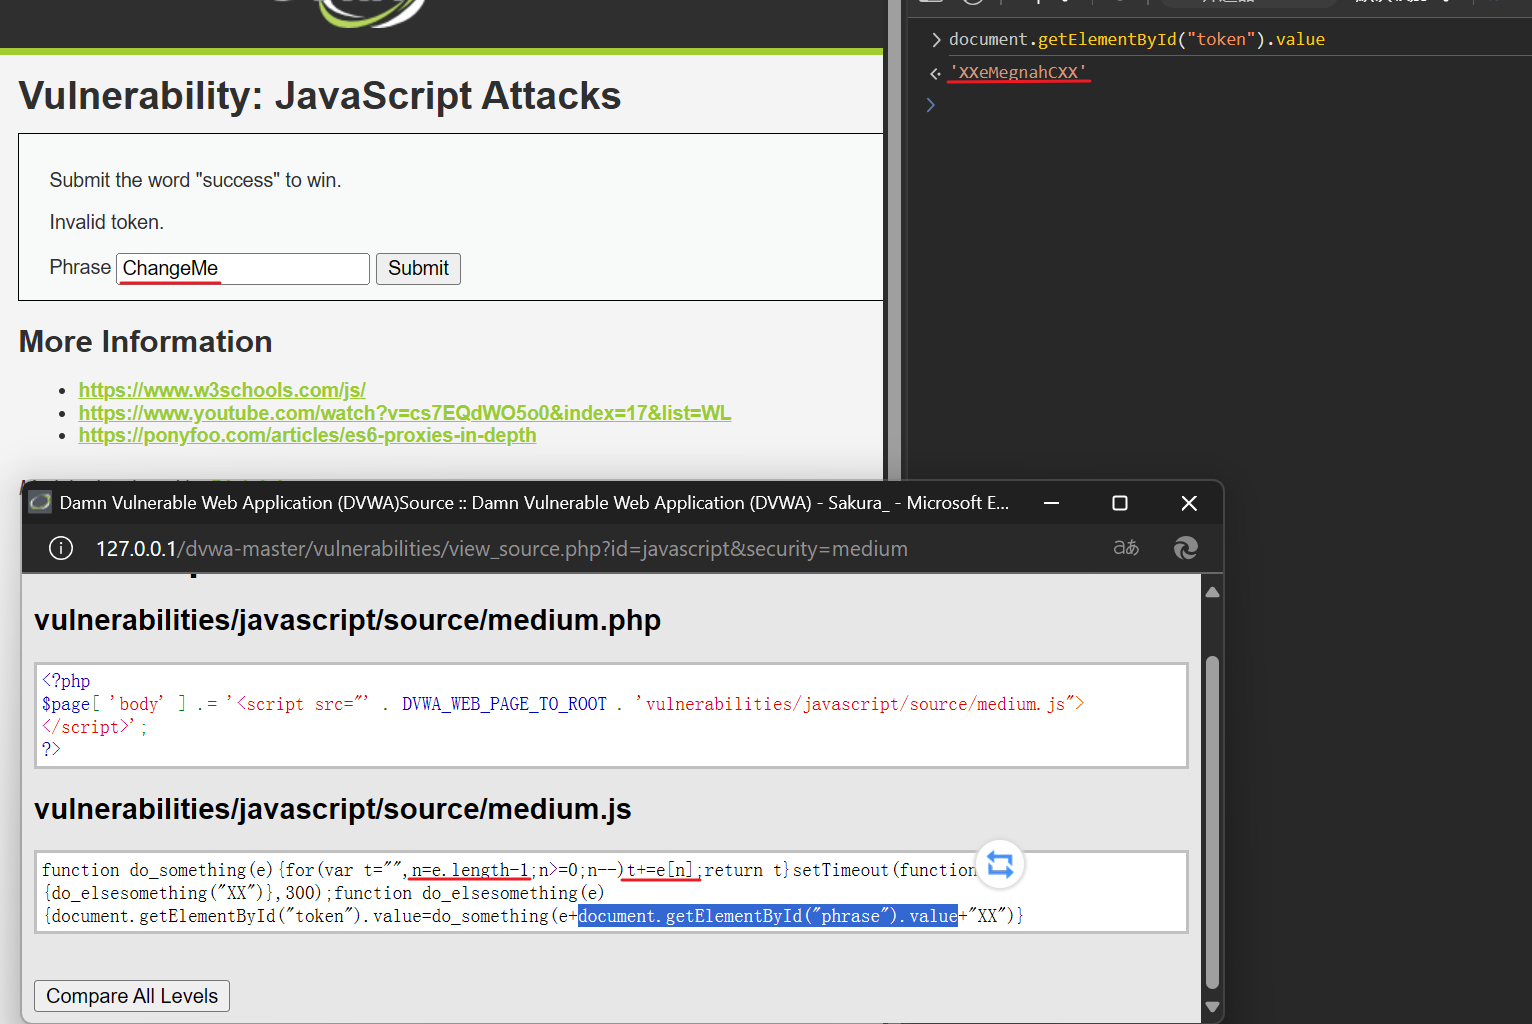 Vulnerability: JavaScript Attacks
Submit the word "success" to win.
Invalid token.
Phrase ChangeMe Submit
More Information
https://www.w3schools.com/js/
https://www.youtube.com/watch?v=cs7EQdWO5o0&index=17&list=WL
https://ponyfoo.com/articles/es6-proxies-in-depth
document.getElementById("token").value
'XXeMegnahCXX'
Damn Vulnerable Web Application (DVWA)Source :: Damn Vulnerable Web Application (DVWA) - Sakura_ - Microsoft E...
127.0.0.1/dvwa-master/vulnerabilities/view_source.php?id=javascript&security=medium
aあ
vulnerabilities/javascript/source/medium.php
<?php
$page[ 'body' ] .= '<script src="' . DVWA_WEB_PAGE_TO_ROOT . 'vulnerabilities/javascript/source/medium.js">
</script>';
?>
vulnerabilities/javascript/source/medium.js
function do_something(e){for(var t="",n=e.length-1;n>=0;n--)t+=e[n];return t}setTimeout(function
{do_elsesomething("XX")},300);function do_elsesomething(e)
{document.getElementById("token").value=do_something(e+document.getElementById("phrase").value+"XX")}
Compare All Levels